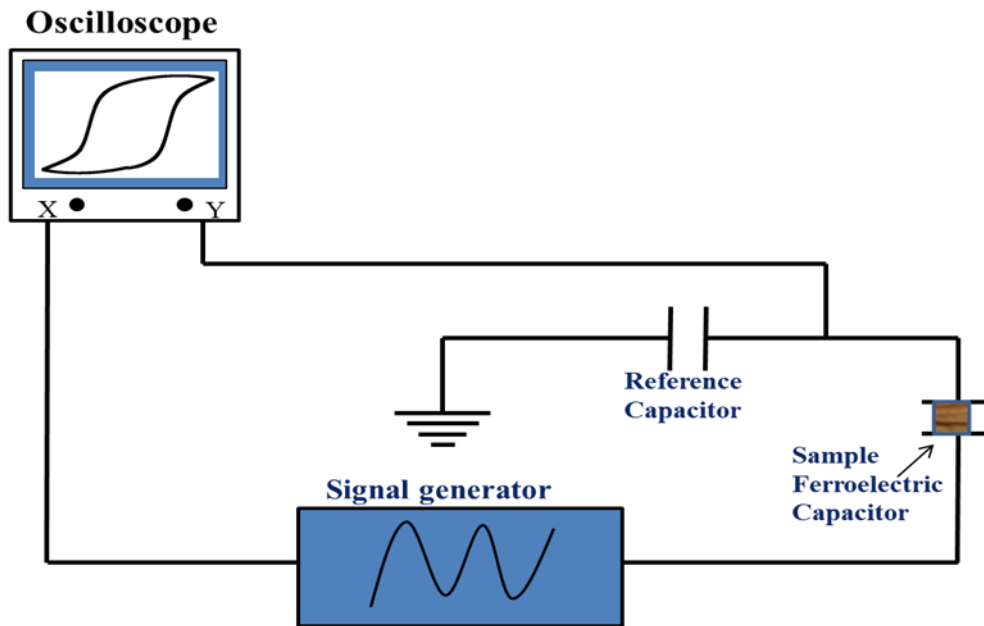 Oscilloscope
X
Y
Reference
Capacitor
Sample
Ferroelectric
Capacitor
Signal generator